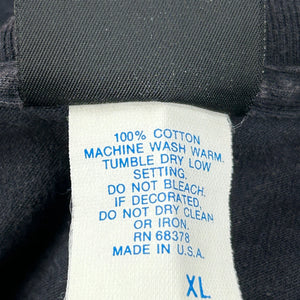 100% COTTON
MACHINE WASH WARM.
TUMBLE DRY LOW
SETTING.
DO NOT BLEACH.
IF DECORATED.
DO NOT DRY CLEAN
OR IRON.
RN 68378
MADE IN U.S.A.
XL